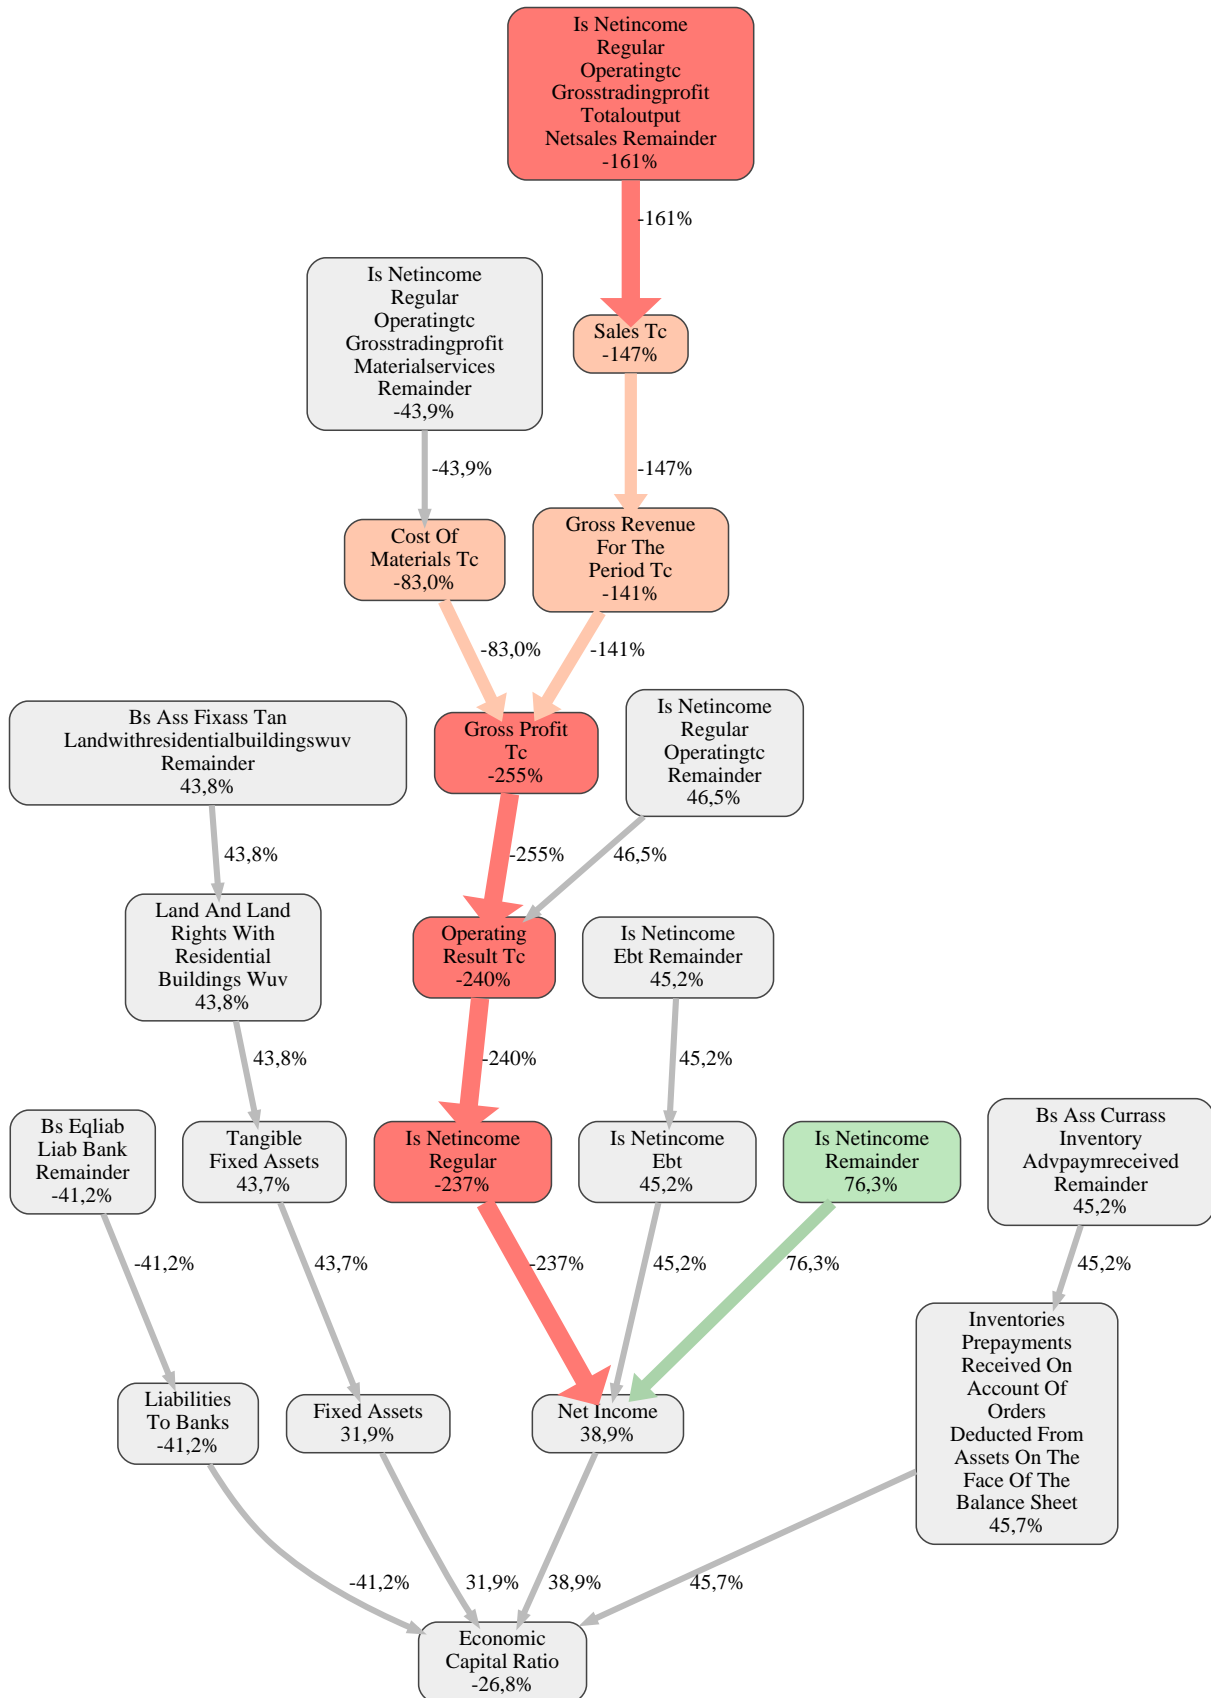 Is Netincome
Regular
Operatingtc
Grosstradingprofit
Totaloutput
Netsales Remainder
-161%
-161%
Is Netincome
Regular
Operatingtc
Grosstradingprofit
Materialservices
Remainder
-43,9%
Sales Tc
-147%
-43,9%
-147%
Cost Of
Materials Tc
-83,0%
Gross Revenue
For The
Period Tc
-141%
-83,0%
-141%
Bs Ass Fixass Tan
Landwithresidentialbuildingswuv
Remainder
43,8%
Gross Profit
Tc
-255%
Is Netincome
Regular
Operatingtc
Remainder
46,5%
43,8%
-255%
46,5%
Land And Land
Rights With
Residential
Buildings Wuv
43,8%
Operating
Result Tc
-240%
Is Netincome
Ebt Remainder
45,2%
43,8%
-240%
45,2%
Bs Eqliab
Liab Bank
Remainder
-41,2%
Tangible
Fixed Assets
43,7%
Is Netincome
Regular
-237%
Is Netincome
Ebt
45,2%
Is Netincome
Remainder
76,3%
Bs Ass Currass
Inventory
Advpaymreceived
Remainder
45,2%
-41,2%
43,7%
-237%
45,2%
76,3%
45,2%
Liabilities
To Banks
-41,2%
Fixed Assets
31,9%
Net Income
38,9%
Inventories
Prepayments
Received On
Account Of
Orders
Deducted From
Assets On The
Face Of The
Balance Sheet
45,7%
-41,2%
31,9%
38,9%
45,7%
Economic
Capital Ratio
-26,8%